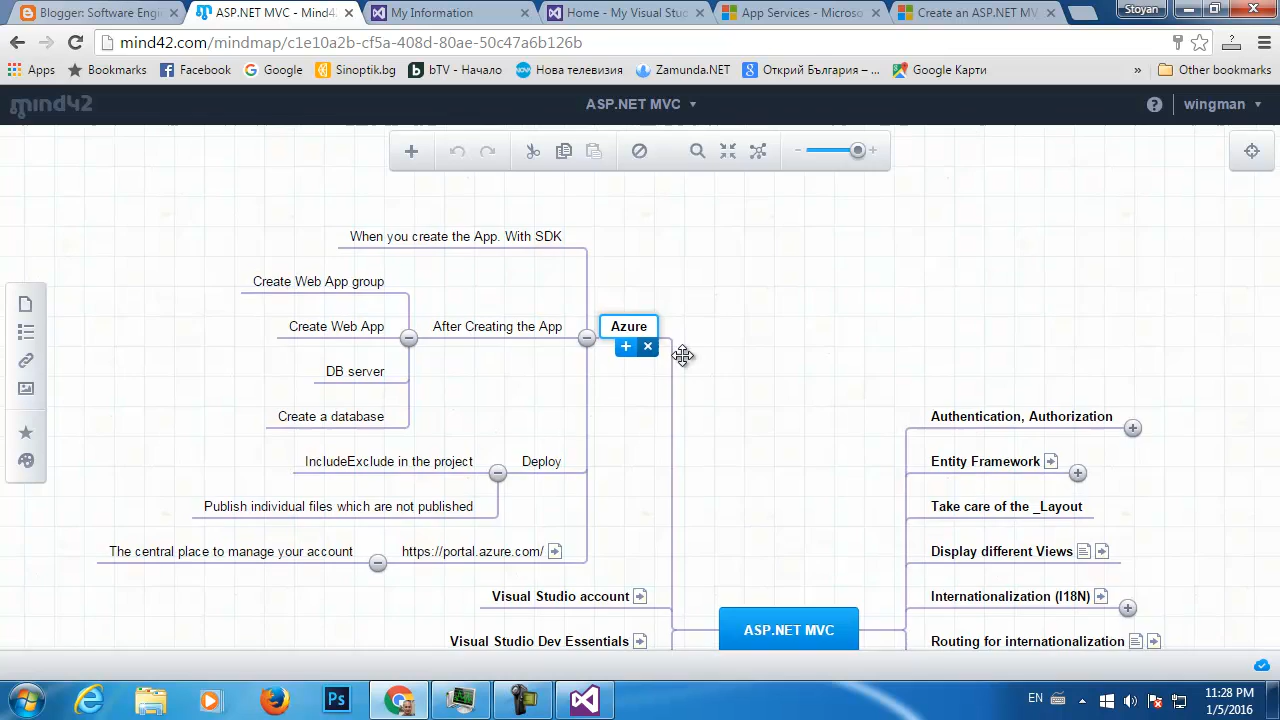 Blogger: Software Engi
ASP.NET MVC - Mind4
My Information
Home - My Visual Stu
App Services - Microso
Create an ASP.NET MV
Stoyan
mind42.com/mindmap/c1e10a2b-cf5a-408d-80ae-50c47a6b126b
Apps
Bookmarks
Facebook
Google
Sinoptik.bg
bTV - Начало
Нова телевизия
Zamunda.NET
Открий България – ...
Google Карти
»
Other bookmarks
mind42
ASP.NET MVC
wingman
When you create the App. With SDK
Create Web App group
Create Web App
After Creating the App
Azure
DB server
Create a database
Authentication, Authorization
IncludeExclude in the project
Deploy
Entity Framework
Publish individual files which are not published
Take care of the _Layout
The central place to manage your account
https://portal.azure.com/
Display different Views
Visual Studio account
Internationalization (I18N)
ASP.NET MVC
Visual Studio Dev Essentials
Routing for internationalization
Ps
EN
11:28 PM
1/5/2016